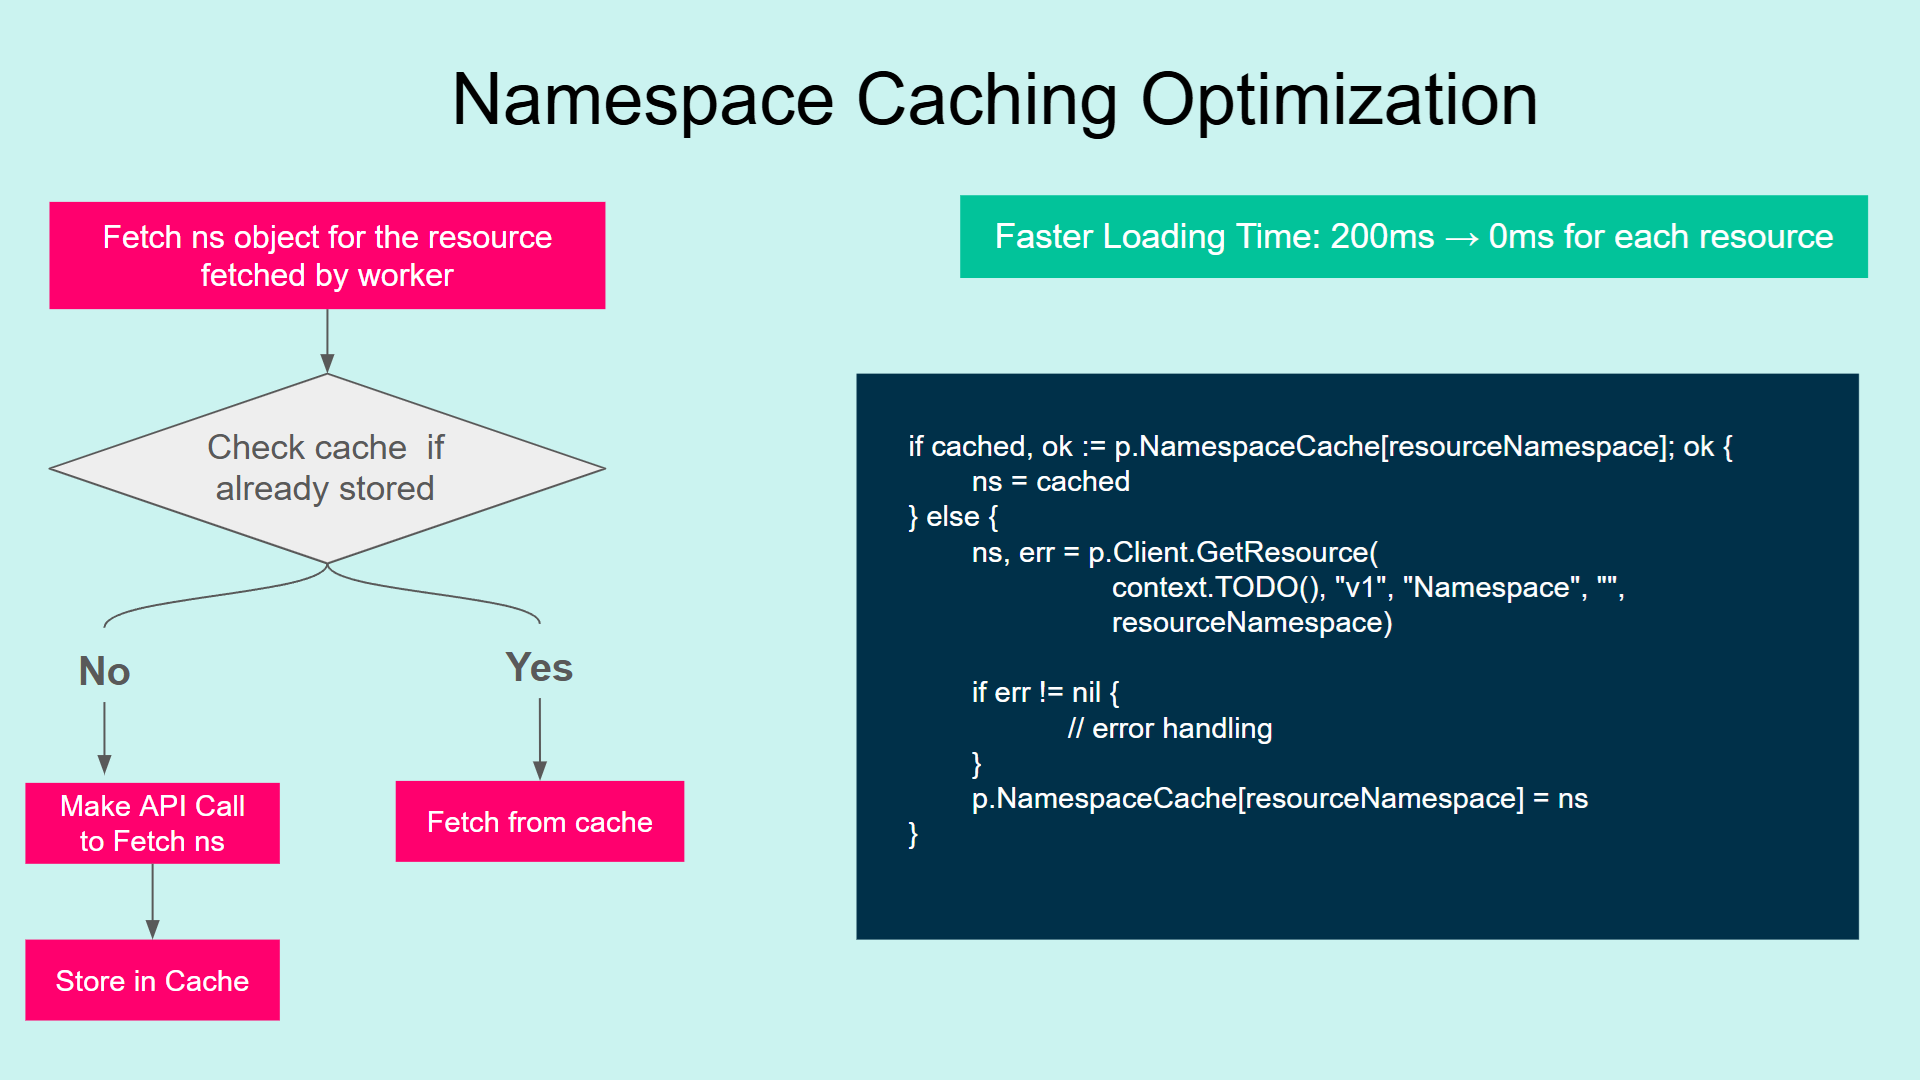 Namespace Caching Optimization
Fetch ns object for the resource
fetched by worker
Check cache  if
already stored
No
Yes
Make API Call
to Fetch ns
Fetch from cache
Store in Cache
Faster Loading Time: 200ms → 0ms for each resource
if cached, ok := p.NamespaceCache[resourceNamespace]; ok {
ns = cached
} else {
ns, err = p.Client.GetResource(
context.TODO(), "v1", "Namespace", "",
resourceNamespace)
if err != nil {
// error handling
}
p.NamespaceCache[resourceNamespace] = ns
}